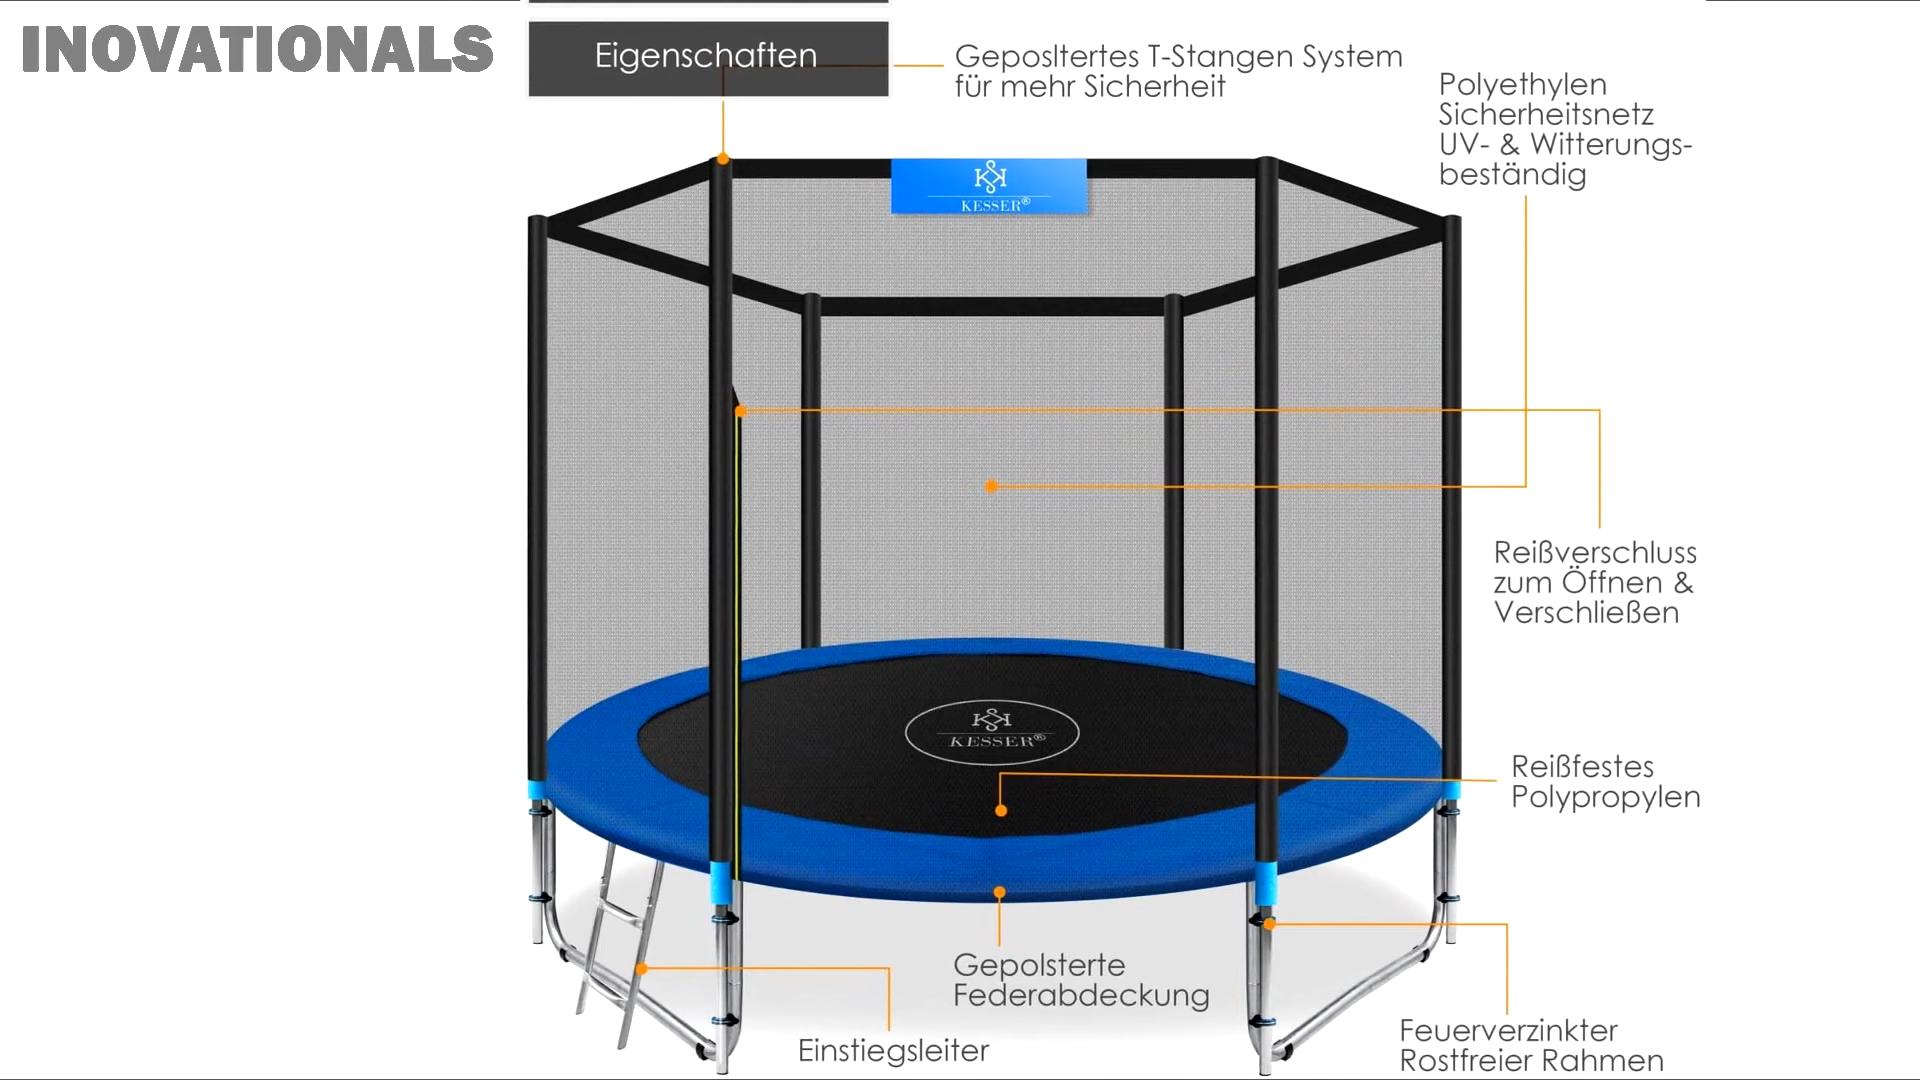 INOVATIONALS
Eigenschaften
Geposltertes T-Stangen System
für mehr Sicherheit
Polyethylen
Sicherheitsnetz
UV- & Witterungs-
beständig
KESSER®
Reißverschluss
zum Öffnen &
Verschließen
KESSER®
Reißfestes
Polypropylen
Gepolsterte
Federabdeckung
Einstiegsleiter
Feuerverzinkter
Rostfreier Rahmen